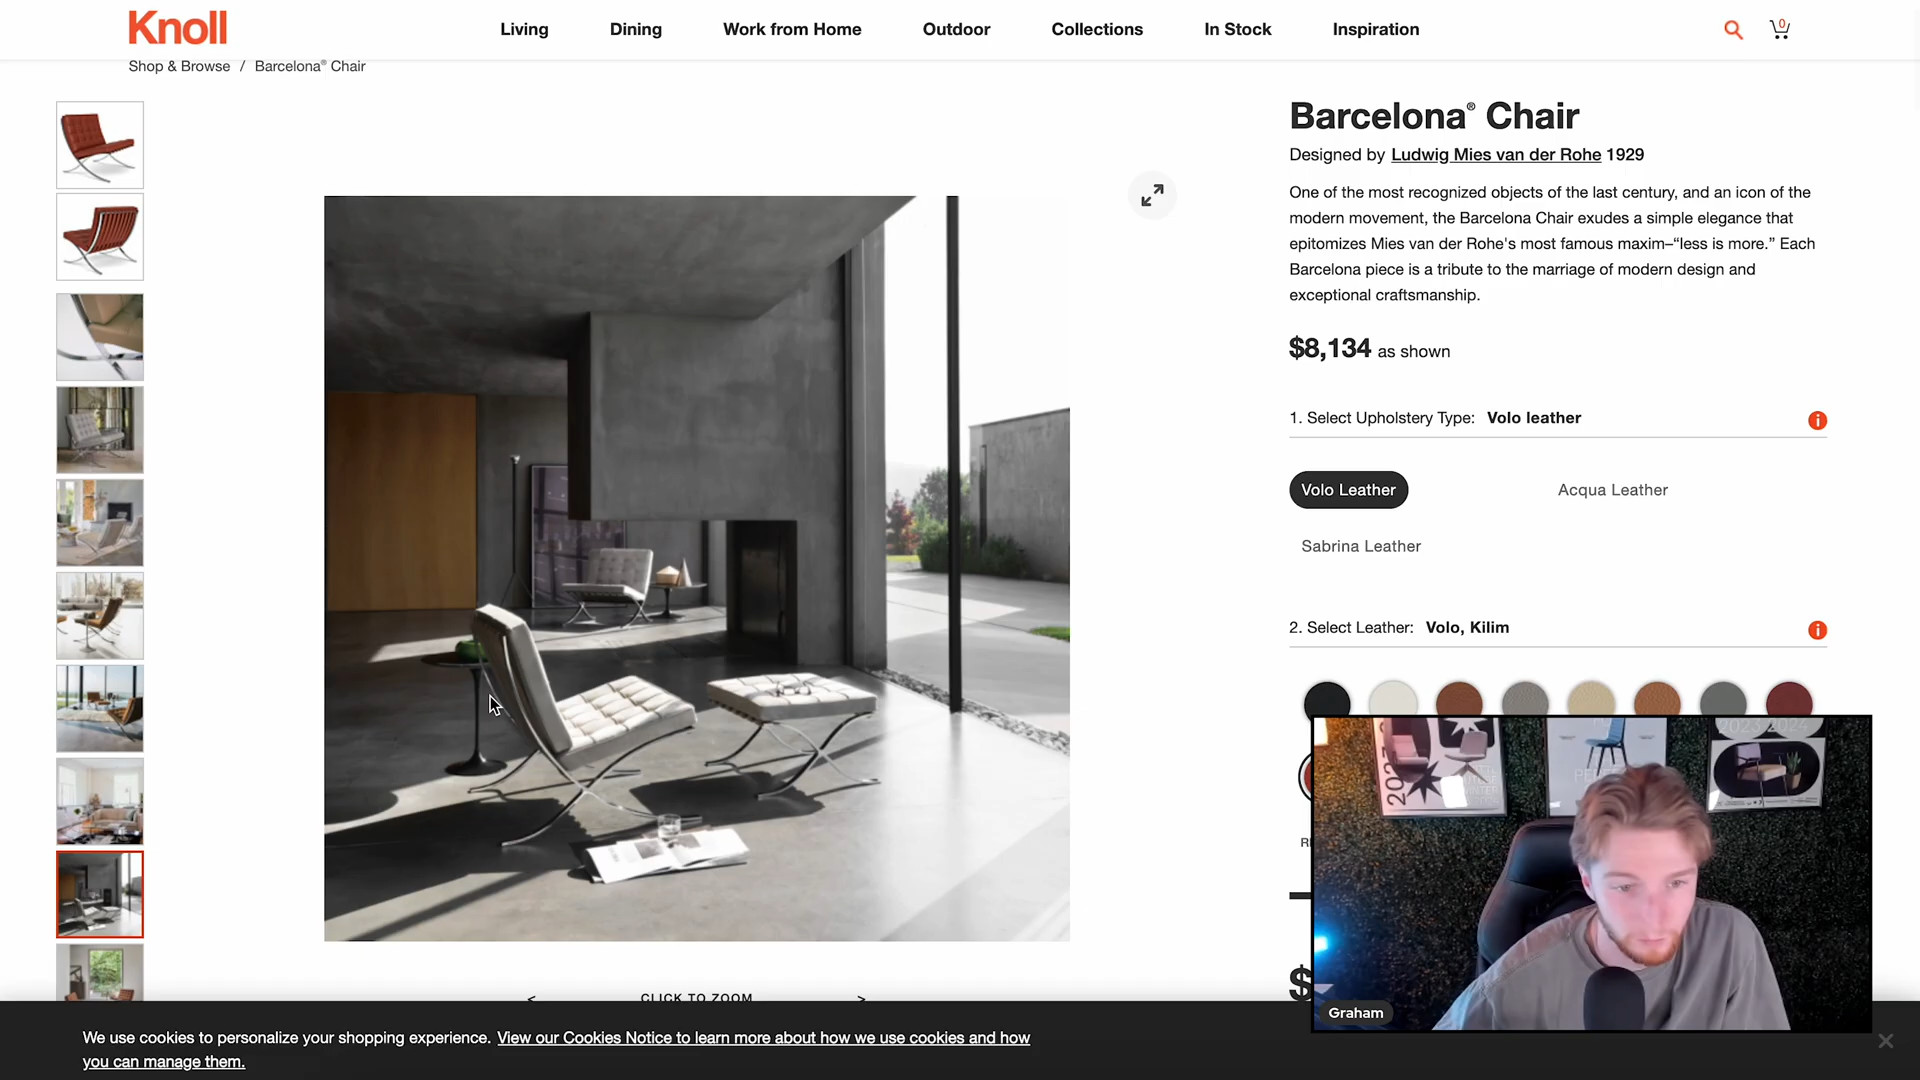 Knoll
Living
Dining
Work from Home
Outdoor
Collections
In Stock
Inspiration
0
Shop & Browse / Barcelona® Chair
Barcelona® Chair
Designed by Ludwig Mies van der Rohe 1929
One of the most recognized objects of the last century, and an icon of the
modern movement, the Barcelona Chair exudes a simple elegance that
epitomizes Mies van der Rohe's most famous maxim–“less is more.” Each
Barcelona piece is a tribute to the marriage of modern design and
exceptional craftsmanship.
$8,134 as shown
1. Select Upholstery Type: Volo leather
i
Volo Leather
Acqua Leather
Sabrina Leather
2. Select Leather: Volo, Kilim
i
2023-2024
$
Graham
< CLICK TO ZOOM >
We use cookies to personalize your shopping experience. View our Cookies Notice to learn more about how we use cookies and how
you can manage them.